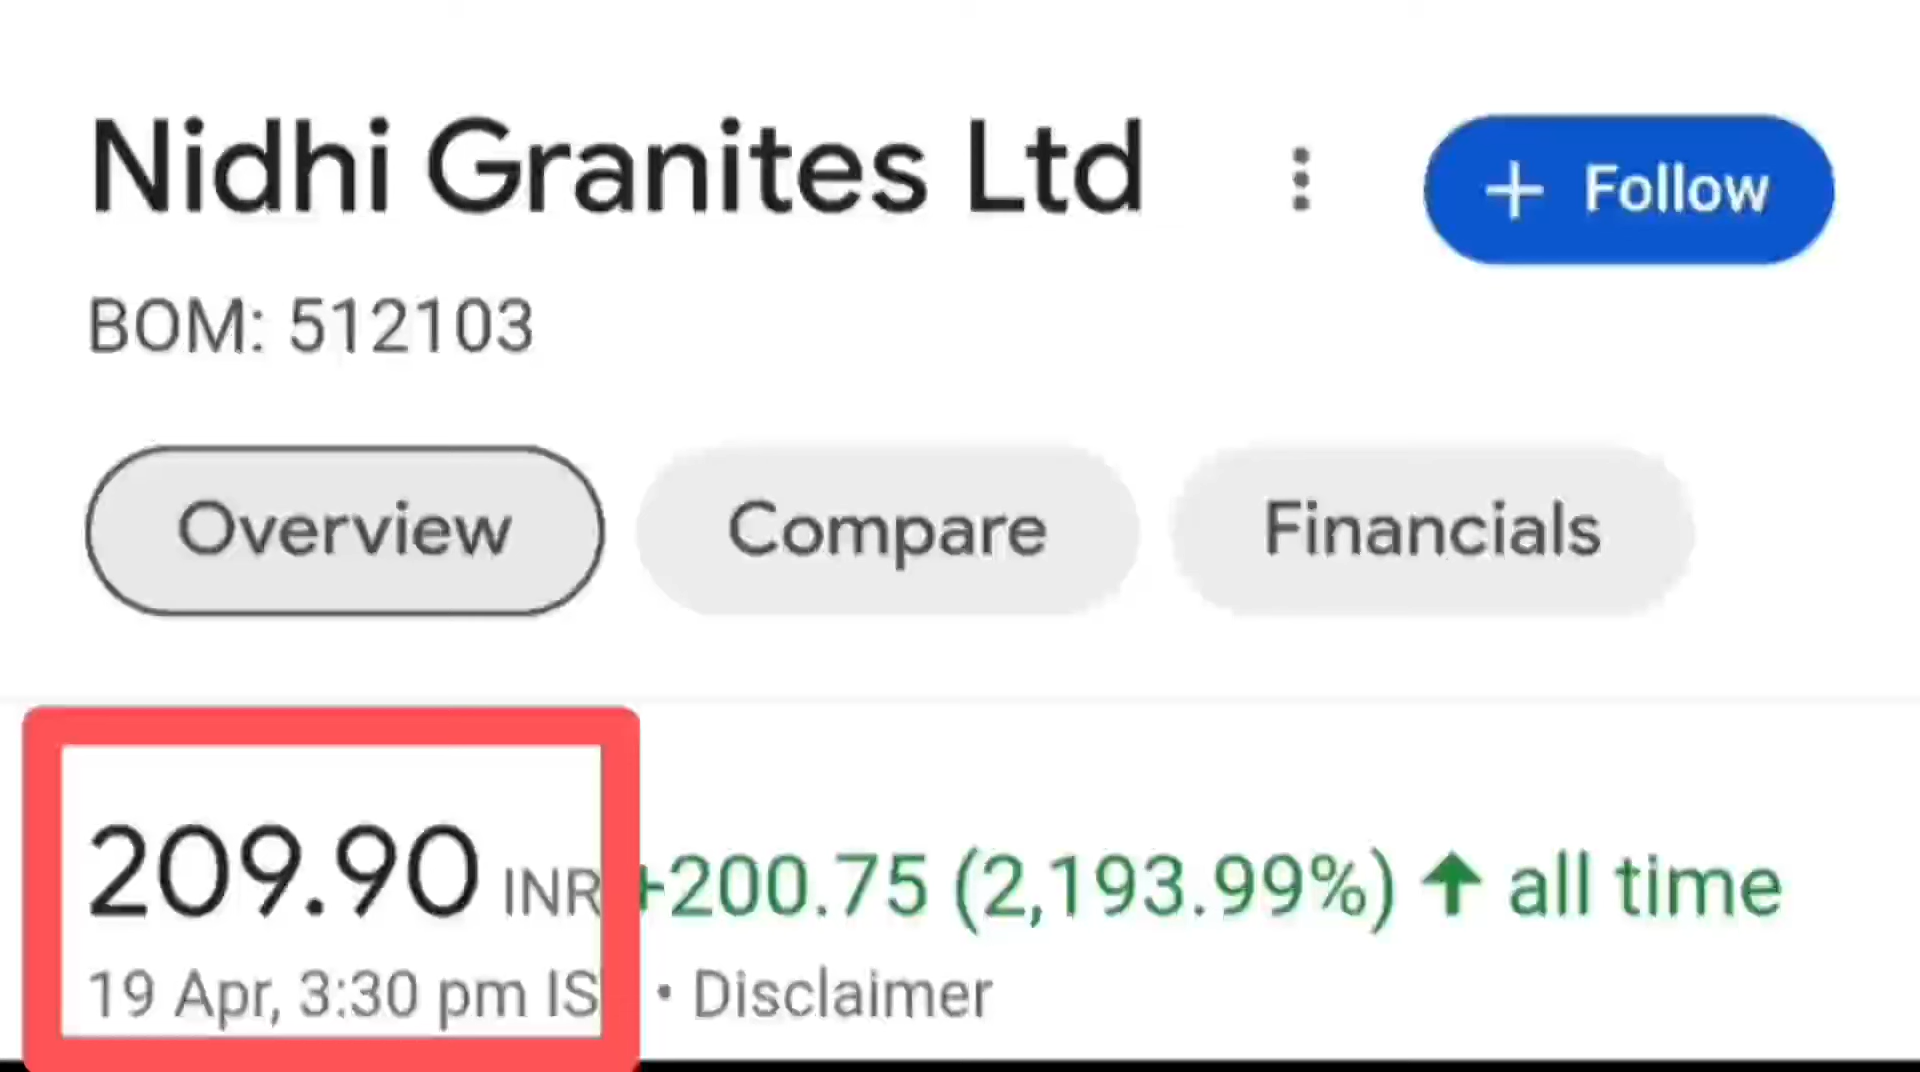 Nidhi Granites Ltd
+ Follow
BOM: 512103
Overview Compare Financials
209.90 INR +200.75 (2,193.99%) ↑ all time
19 Apr, 3:30 pm IS • Disclaimer